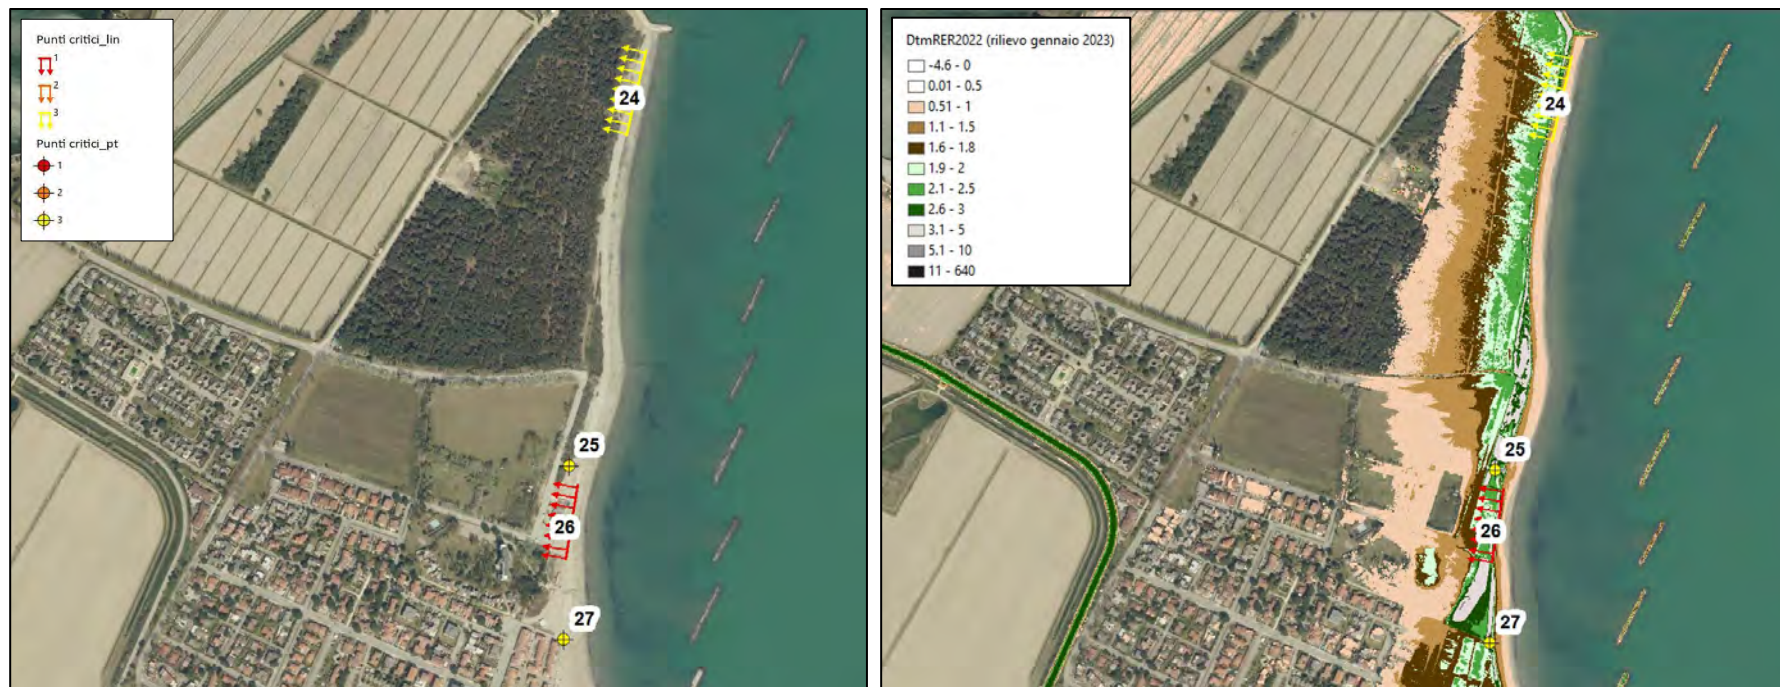 Punti critici_lin
1
2
3
Punti critici_pt
1
2
3
24
25
26
27
DtmRER2022 (rilievo gennaio 2023)
-4.6 - 0
0.01 - 0.5
0.51 - 1
1.1 - 1.5
1.6 - 1.8
1.9 - 2
2.1 - 2.5
2.6 - 3
3.1 - 5
5.1 - 10
11 - 640
24
25
26
27